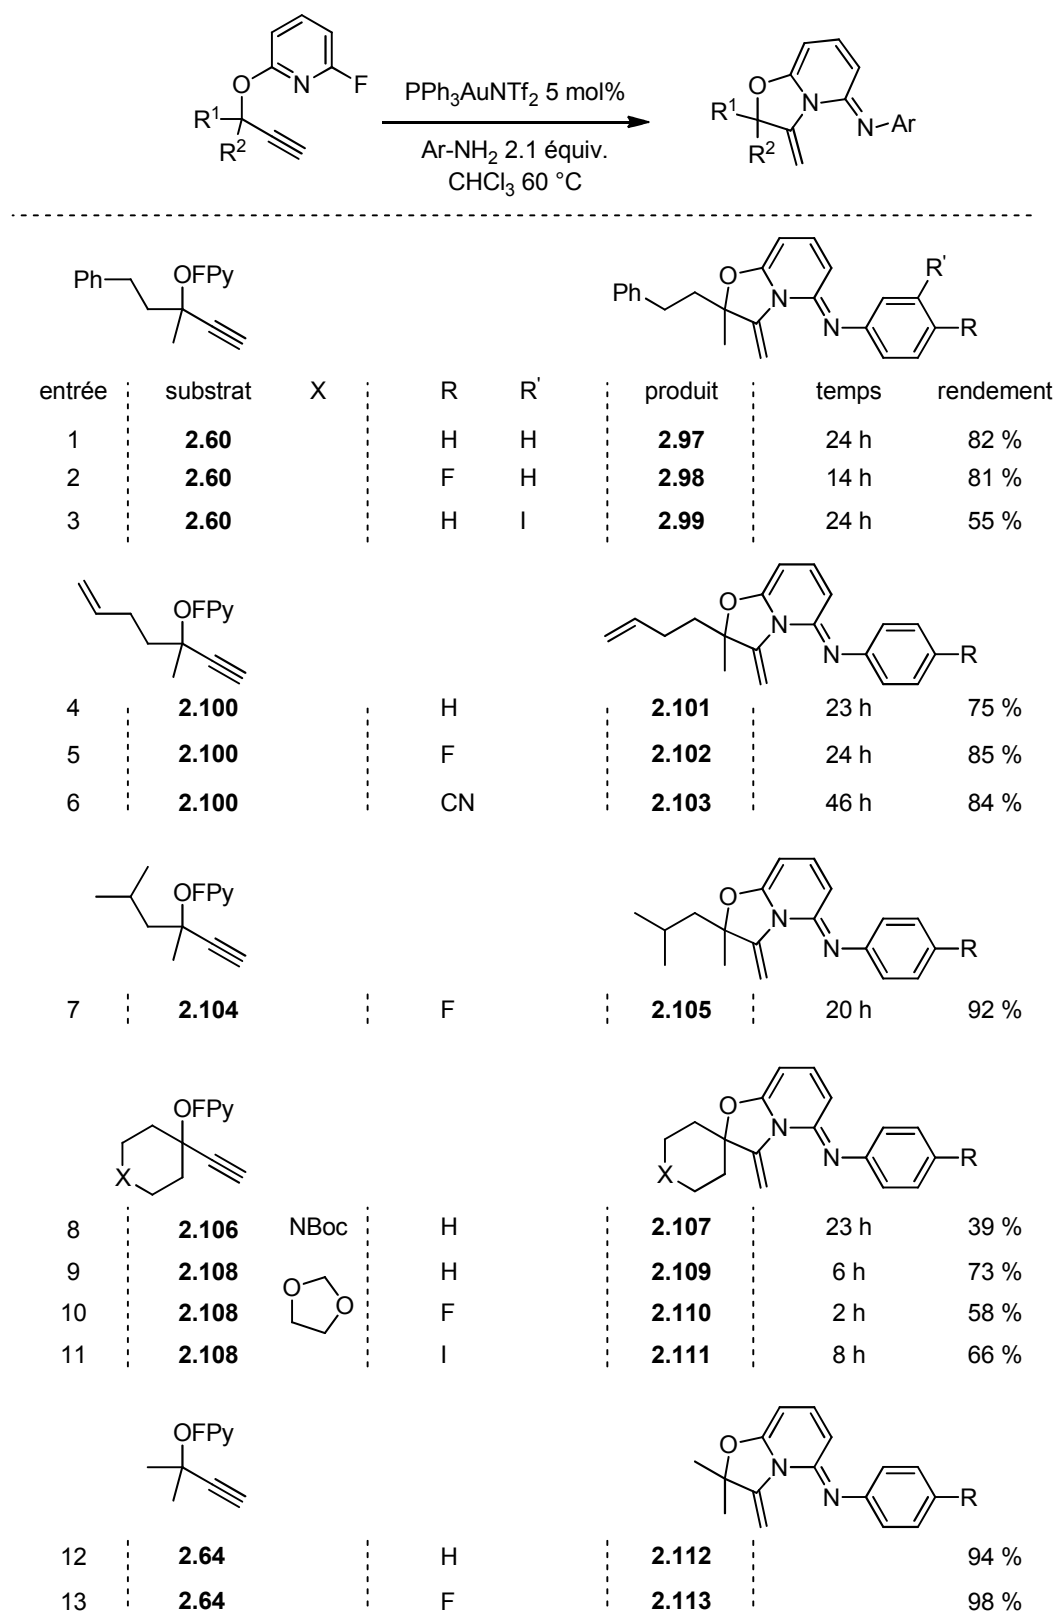 O
N
F
O
R¹
R²
PPh₃AuNTf₂ 5 mol%
Ar-NH₂ 2.1 équiv.
CHCl₃ 60 °C
O
N
R¹
R²
N
Ar
Ph
OFPy
Ph
O
N
N
R'
R
entrée substrat X R R' produit temps rendement
1 2.60 H H 2.97 24 h 82 %
2 2.60 F H 2.98 14 h 81 %
3 2.60 H I 2.99 24 h 55 %
OFPy
O
N
N
R
4 2.100 H 2.101 23 h 75 %
5 2.100 F 2.102 24 h 85 %
6 2.100 CN 2.103 46 h 84 %
OFPy
O
N
N
R
7 2.104 F 2.105 20 h 92 %
OFPy
X
O
N
N
R
X
8 2.106 NBoc H 2.107 23 h 39 %
9 2.108 H 2.109 6 h 73 %
O
O
10 2.108 F 2.110 2 h 58 %
11 2.108 I 2.111 8 h 66 %
OFPy
O
N
N
R
12 2.64 H 2.112 94 %
13 2.64 F 2.113 98 %